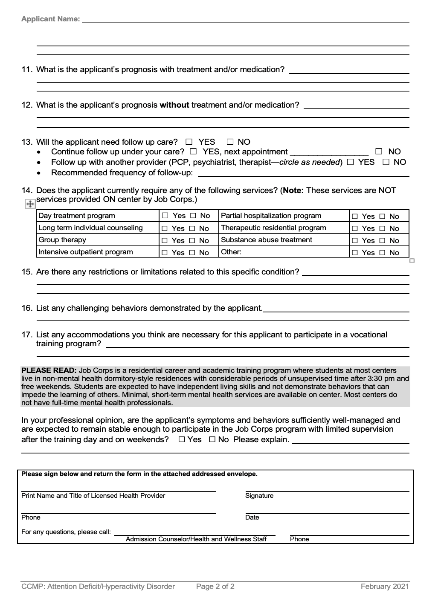 Applicant Name:
11. What is the applicant's prognosis with treatment and/or medication?
12. What is the applicant's prognosis without treatment and/or medication?
13. Will the applicant need follow up care? ☐ YES ☐ NO
• Continue follow up under your care? ☐ YES, next appointment ☐ NO
• Follow up with another provider (PCP, psychiatrist, therapist—circle as needed) ☐ YES ☐ NO
• Recommended frequency of follow-up:
14. Does the applicant currently require any of the following services? (Note: These services are NOT
services provided ON center by Job Corps.)
Day treatment program ☐ Yes ☐ No Partial hospitalization program ☐ Yes ☐ No
Long term individual counseling ☐ Yes ☐ No Therapeutic residential program ☐ Yes ☐ No
Group therapy ☐ Yes ☐ No Substance abuse treatment ☐ Yes ☐ No
Intensive outpatient program ☐ Yes ☐ No Other: ☐ Yes ☐ No
15. Are there any restrictions or limitations related to this specific condition?
16. List any challenging behaviors demonstrated by the applicant.
17. List any accommodations you think are necessary for this applicant to participate in a vocational
training program?
PLEASE READ: Job Corps is a residential career and academic training program where students at most centers
live in non-mental health dormitory-style residences with considerable periods of unsupervised time after 3:30 pm and
free weekends. Students are expected to have independent living skills and not demonstrate behaviors that can
impede the learning of others. Minimal, short-term mental health services are available on center. Most centers do
not have full-time mental health professionals.
In your professional opinion, are the applicant's symptoms and behaviors sufficiently well-managed and
are expected to remain stable enough to participate in the Job Corps program with limited supervision
after the training day and on weekends? ☐ Yes ☐ No Please explain.
Please sign below and return the form in the attached addressed envelope.
Print Name and Title of Licensed Health Provider Signature
Phone Date
For any questions, please call:
Admission Counselor/Health and Wellness Staff Phone
CCMP: Attention Deficit/Hyperactivity Disorder Page 2 of 2 February 2021